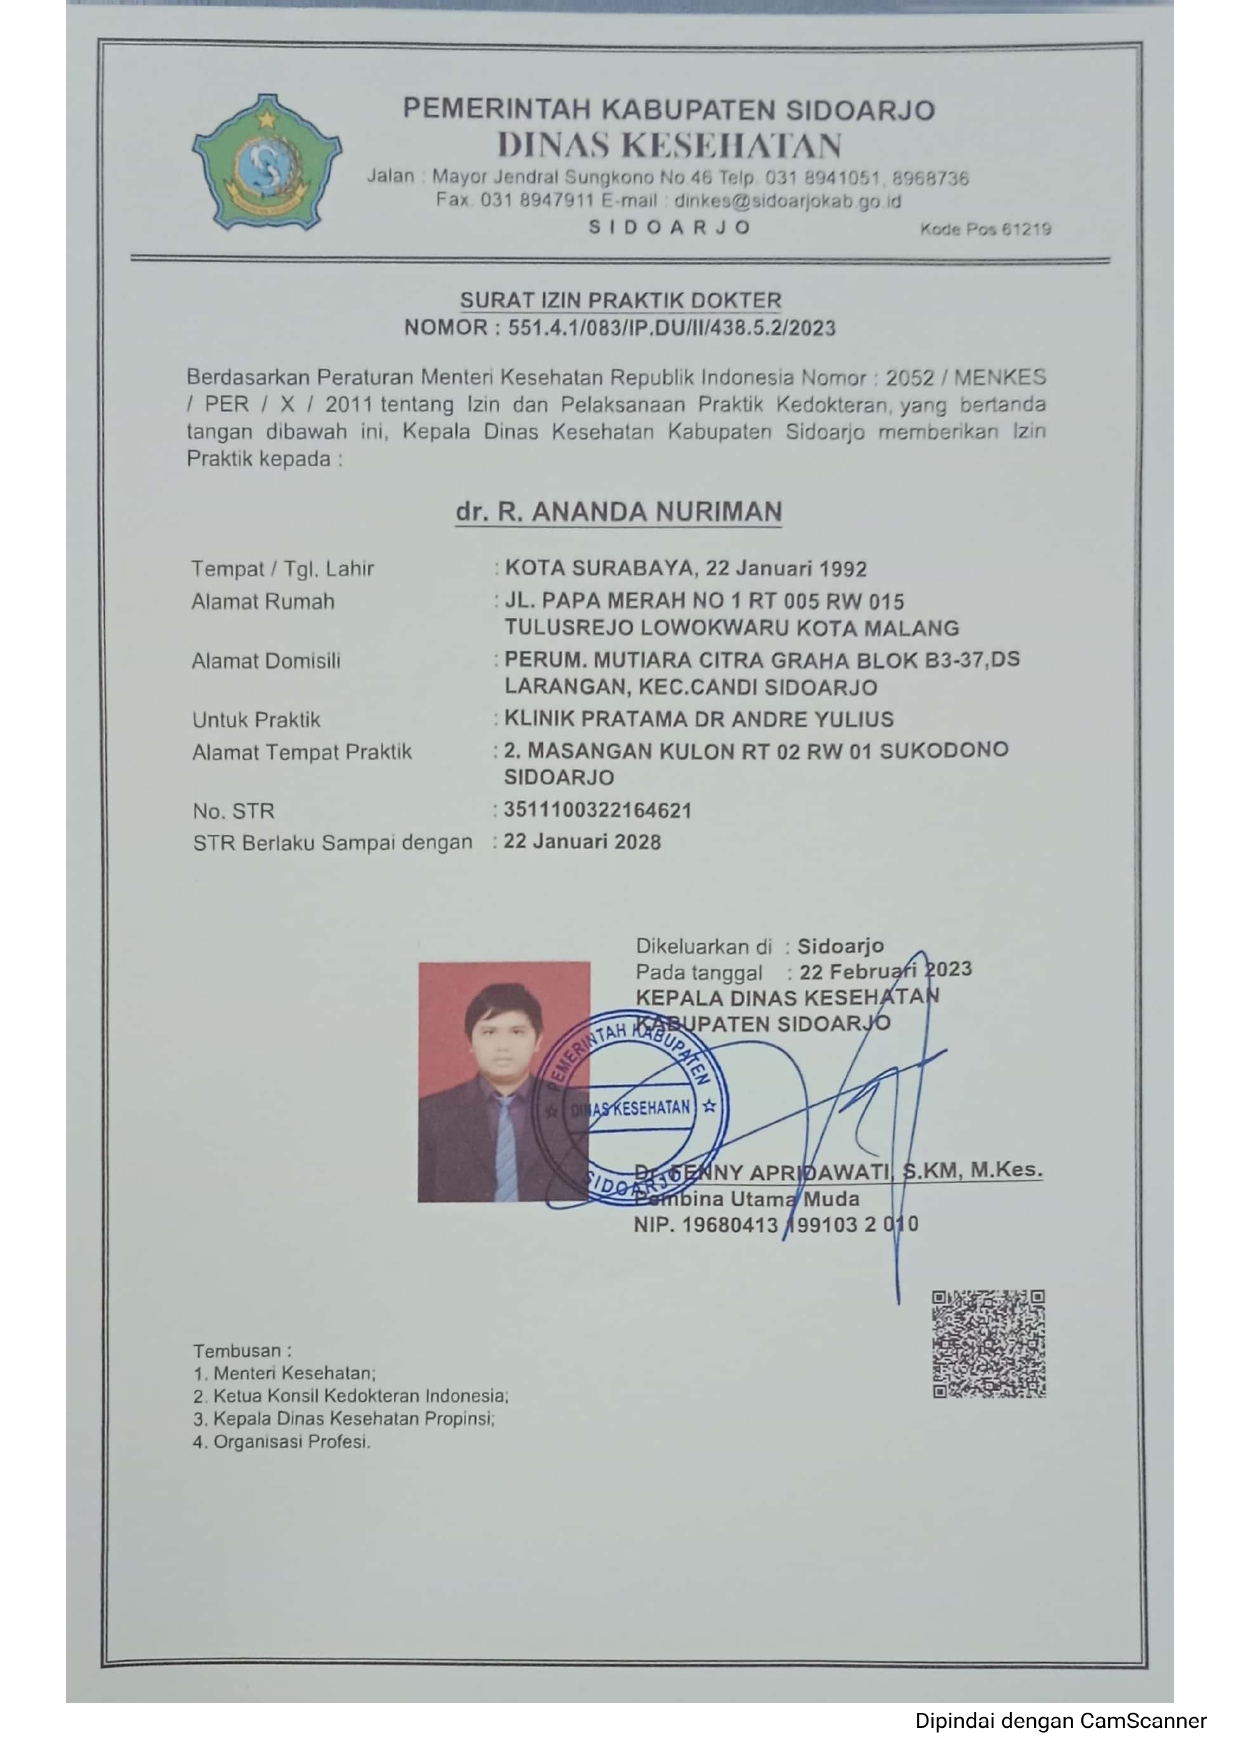 PEMERINTAH KABUPATEN SIDOARJO
DINAS KESEHATAN
Jalan : Mayor Jendral Sungkono No.46 Telp. 031 8941051, 8968736
Fax. 031 8947911 E-mail : dinkes@sidoarjokab.go.id
S I D O A R J O
Kode Pos 61219
SURAT IZIN PRAKTIK DOKTER
NOMOR : 551.4.1/083/IP.DU/II/438.5.2/2023
Berdasarkan Peraturan Menteri Kesehatan Republik Indonesia Nomor : 2052 / MENKES
/ PER / X / 2011 tentang Izin dan Pelaksanaan Praktik Kedokteran, yang bertanda
tangan dibawah ini, Kepala Dinas Kesehatan Kabupaten Sidoarjo memberikan Izin
Praktik kepada :
dr. R. ANANDA NURIMAN
Tempat / Tgl. Lahir : KOTA SURABAYA, 22 Januari 1992
Alamat Rumah : JL. PAPA MERAH NO 1 RT 005 RW 015
TULUSREJO LOWOKWARU KOTA MALANG
Alamat Domisili : PERUM. MUTIARA CITRA GRAHA BLOK B3-37,DS
LARANGAN, KEC.CANDI SIDOARJO
Untuk Praktik : KLINIK PRATAMA DR ANDRE YULIUS
Alamat Tempat Praktik : 2. MASANGAN KULON RT 02 RW 01 SUKODONO
SIDOARJO
No. STR : 3511100322164621
STR Berlaku Sampai dengan : 22 Januari 2028
Dikeluarkan di : Sidoarjo
Pada tanggal : 22 Februari 2023
KEPALA DINAS KESEHATAN
KABUPATEN SIDOARJO
PEMERINTAH KABUPATEN
DINAS KESEHATAN
SIDOARJO
Dr. FENNY APRIDAWATI, S.KM, M.Kes.
Pembina Utama Muda
NIP. 19680413 199103 2 010
Tembusan :
1. Menteri Kesehatan;
2. Ketua Konsil Kedokteran Indonesia;
3. Kepala Dinas Kesehatan Propinsi;
4. Organisasi Profesi.
Dipindai dengan CamScanner